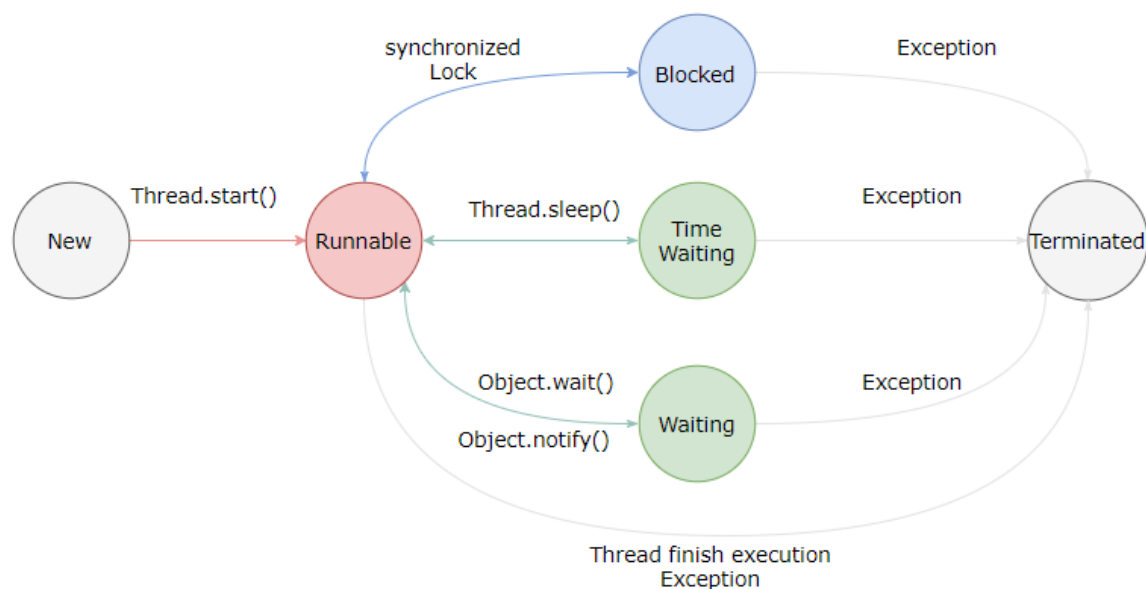 synchronized
Lock
Blocked
Exception
New
Thread.start()
Runnable
Thread.sleep()
Time
Waiting
Exception
Terminated
Object.wait()
Object.notify()
Waiting
Exception
Thread finish execution
Exception